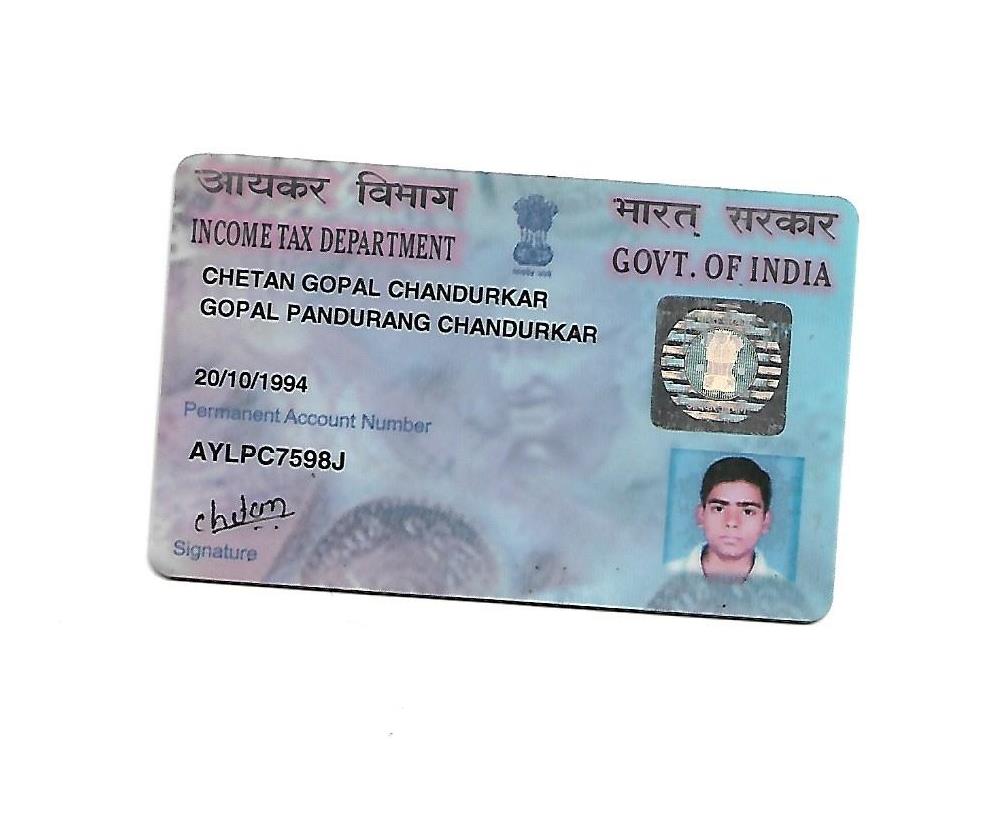 आयकर विभाग
INCOME TAX DEPARTMENT
भारत सरकार
GOVT. OF INDIA
CHETAN GOPAL CHANDURKAR
GOPAL PANDURANG CHANDURKAR
20/10/1994
Permanent Account Number
AYLPC7598J
chetan
Signature